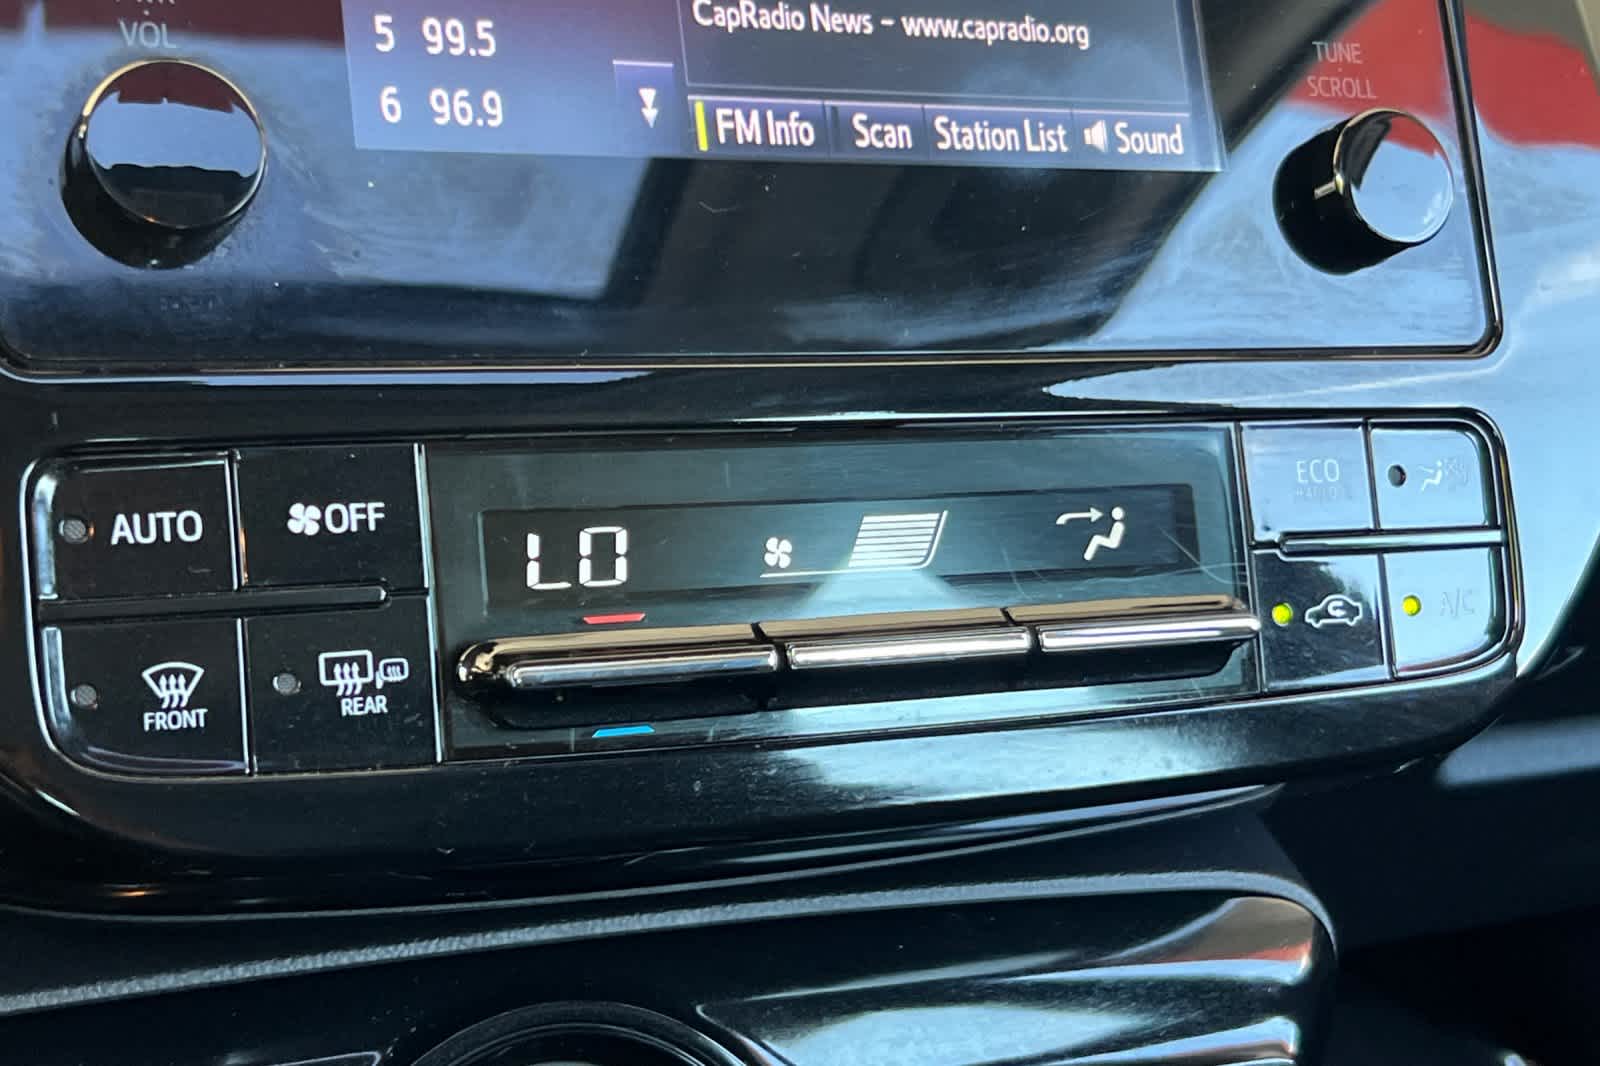 VOL
5 99.5
6 96.9
CapRadio News - www.capradio.org
FM Info Scan Station List Sound
TUNE
SCROLL
AUTO
OFF
LO
ECO
FRONT
REAR
A/C